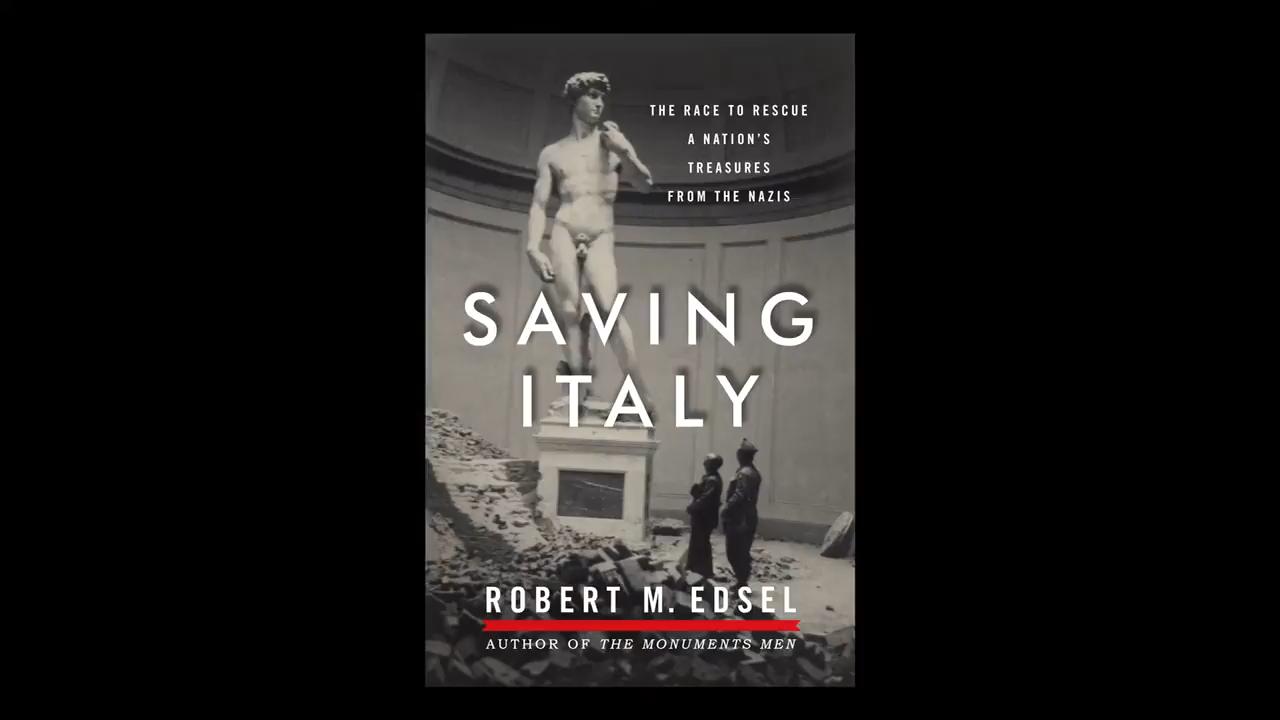 THE RACE TO RESCUE
A NATION'S
TREASURES
FROM THE NAZIS
SAVING
ITALY
ROBERT M. EDSEL
AUTHOR OF THE MONUMENTS MEN